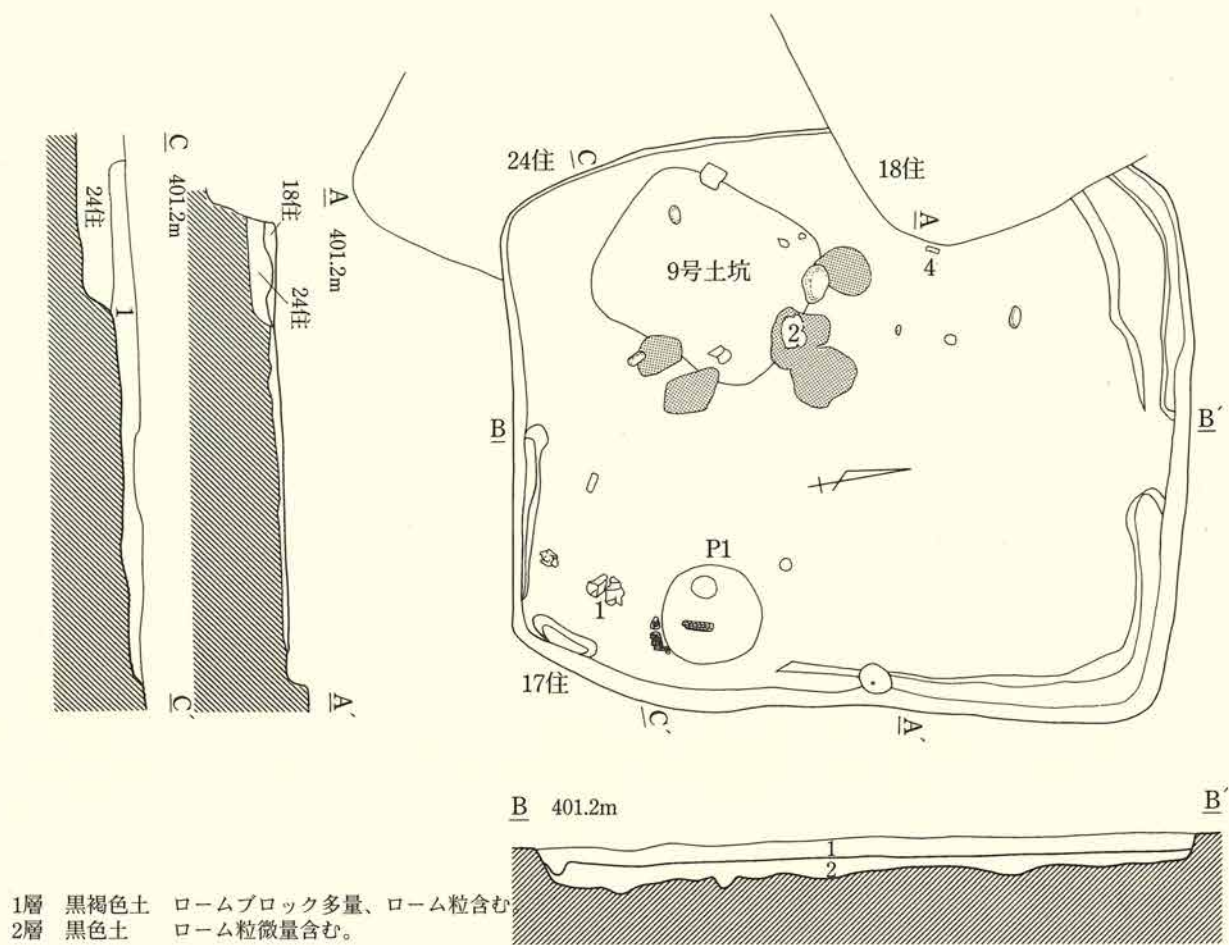 24住
C
18住
A
4
9号土坑
2
B
B´
P1
1
17住
C´
A´
C
401.2m
24住
1
C´
A
401.2m
18住
24住
A´
B 401.2m
B´
1
2
1層 黒褐色土 ロームブロック多量、ローム粒含む
2層 黒色土 ローム粒微量含む。